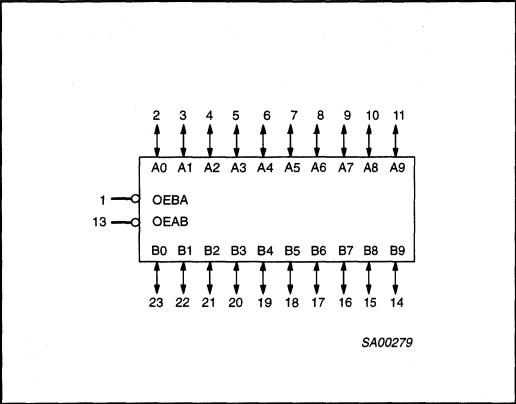 2 3 4 5 6 7 8 9 10 11
A0 A1 A2 A3 A4 A5 A6 A7 A8 A9
1 OEBA
13 OEAB
B0 B1 B2 B3 B4 B5 B6 B7 B8 B9
23 22 21 20 19 18 17 16 15 14
SA00279